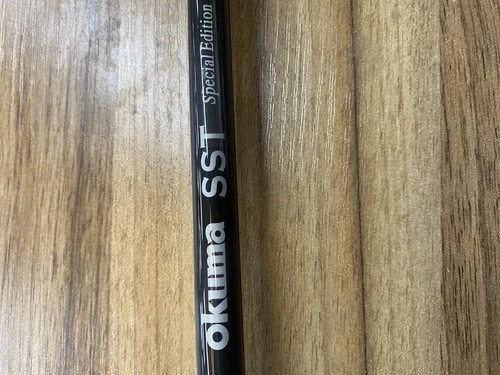 okuma SST Special Edition